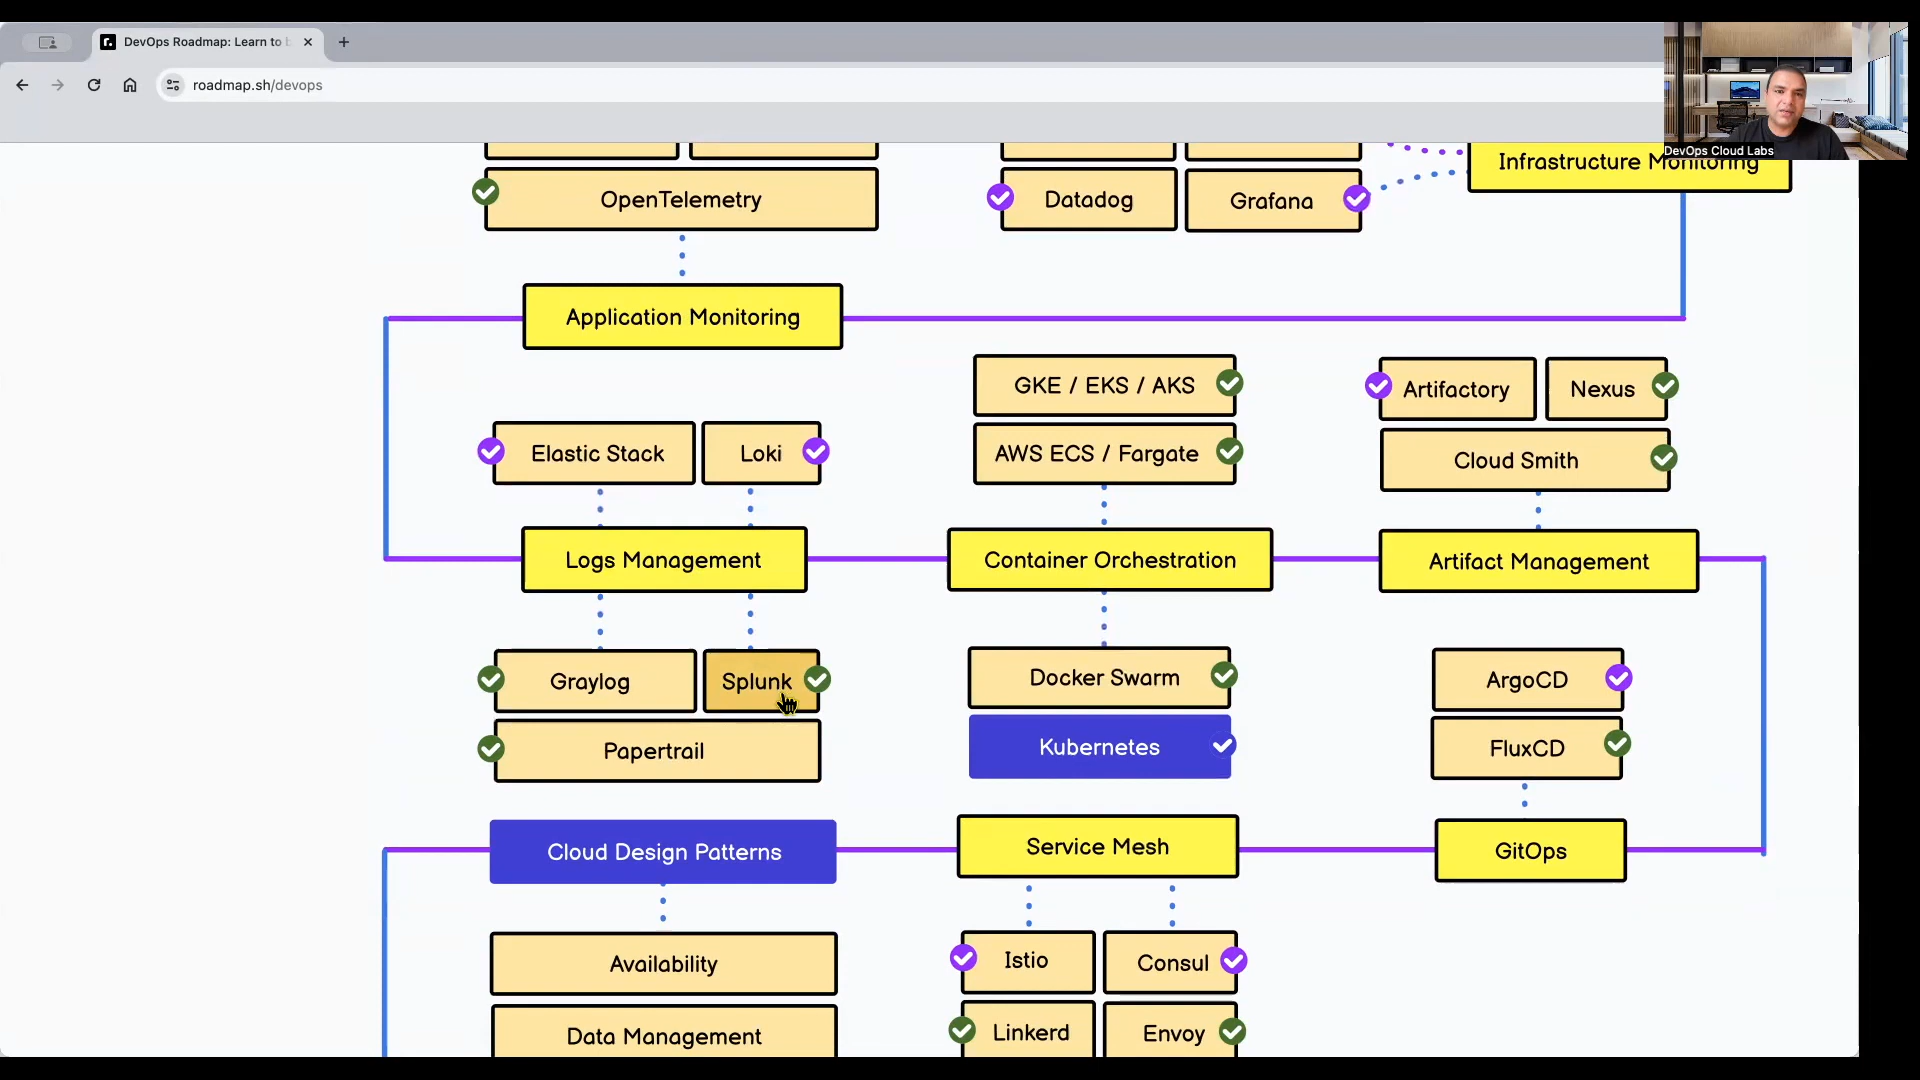 DevOps Roadmap: Learn to b
roadmap.sh/devops
DevOps Cloud Labs
Infrastructure Monitoring
OpenTelemetry
Datadog
Grafana
Application Monitoring
GKE / EKS / AKS
Artifactory
Nexus
Elastic Stack
Loki
AWS ECS / Fargate
Cloud Smith
Logs Management
Container Orchestration
Artifact Management
Graylog
Splunk
Docker Swarm
ArgoCD
Papertrail
Kubernetes
FluxCD
Cloud Design Patterns
Service Mesh
GitOps
Availability
Istio
Consul
Data Management
Linkerd
Envoy